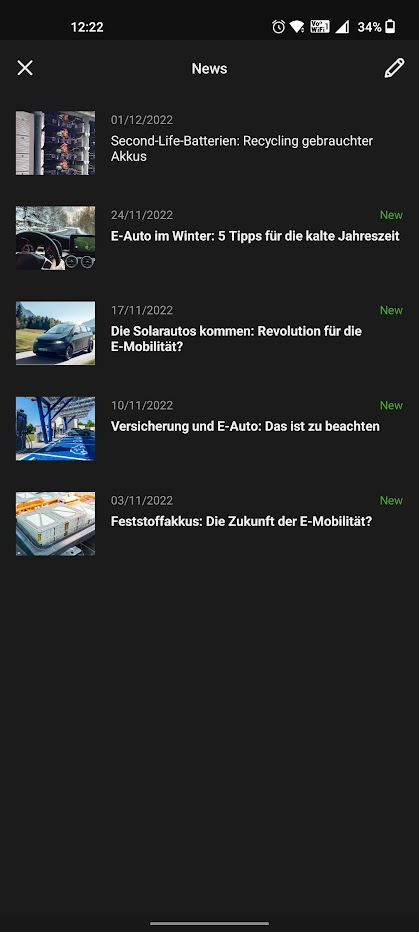 12:22
Vo))
WiFi1
34%
News
01/12/2022
Second-Life-Batterien: Recycling gebrauchter
Akkus
24/11/2022
New
E-Auto im Winter: 5 Tipps für die kalte Jahreszeit
17/11/2022
New
Die Solarautos kommen: Revolution für die
E-Mobilität?
10/11/2022
New
Versicherung und E-Auto: Das ist zu beachten
03/11/2022
New
Feststoffakkus: Die Zukunft der E-Mobilität?